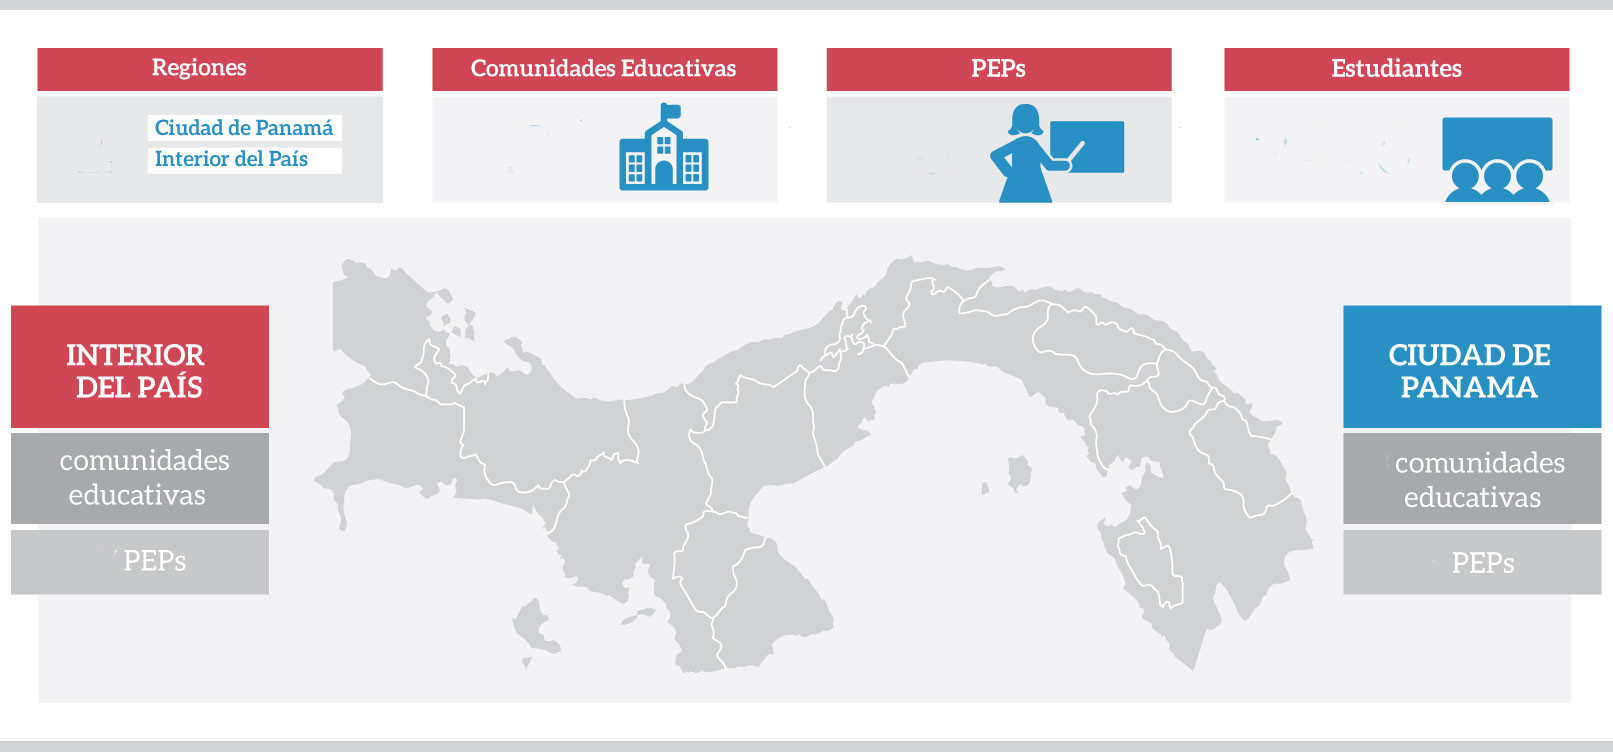 Regiones
Comunidades Educativas
PEPs
Estudiantes
Ciudad de Panamá
Interior del País
INTERIOR
DEL PAÍS
comunidades
educativas
PEPs
CIUDAD DE
PANAMA
comunidades
educativas
PEPs